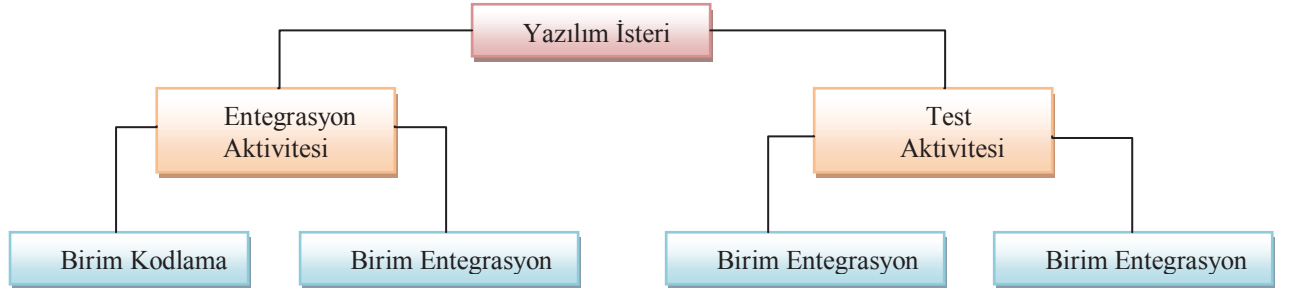 Yazılım İsteri
Entegrasyon
Aktivitesi
Test
Aktivitesi
Birim Kodlama
Birim Entegrasyon
Birim Entegrasyon
Birim Entegrasyon